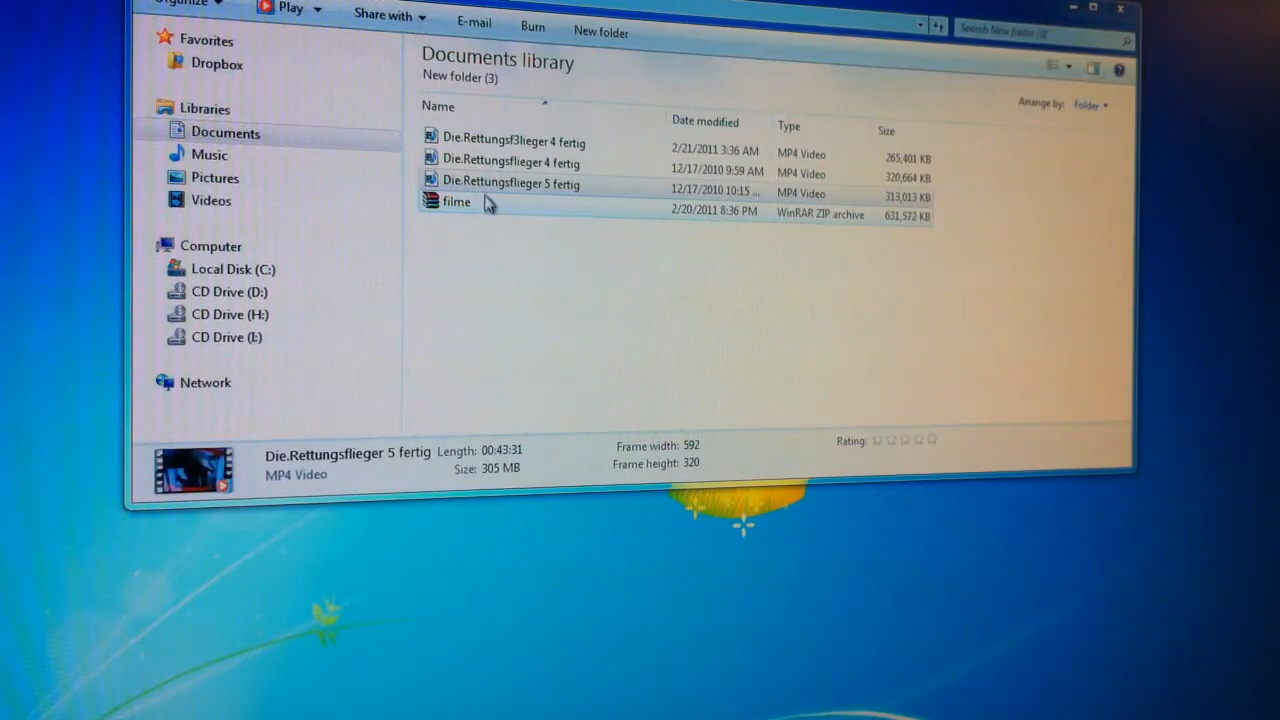 Organize
Play
Share with
E-mail
Burn
New folder
Search New folder (3)
Favorites
Dropbox
Libraries
Documents
Music
Pictures
Videos
Computer
Local Disk (C:)
CD Drive (D:)
CD Drive (H:)
CD Drive (I:)
Network
Documents library
New folder (3)
Arrange by: Folder
Name Date modified Type Size
Die.Rettungsf3lieger 4 fertig 2/21/2011 3:36 AM MP4 Video 265,401 KB
Die.Rettungsflieger 4 fertig 12/17/2010 9:59 AM MP4 Video 320,664 KB
Die.Rettungsflieger 5 fertig 12/17/2010 10:15 ... MP4 Video 313,013 KB
filme 2/20/2011 8:36 PM WinRAR ZIP archive 631,572 KB
Die.Rettungsflieger 5 fertig Length: 00:43:31 Frame width: 592 Rating:
MP4 Video Size: 305 MB Frame height: 320